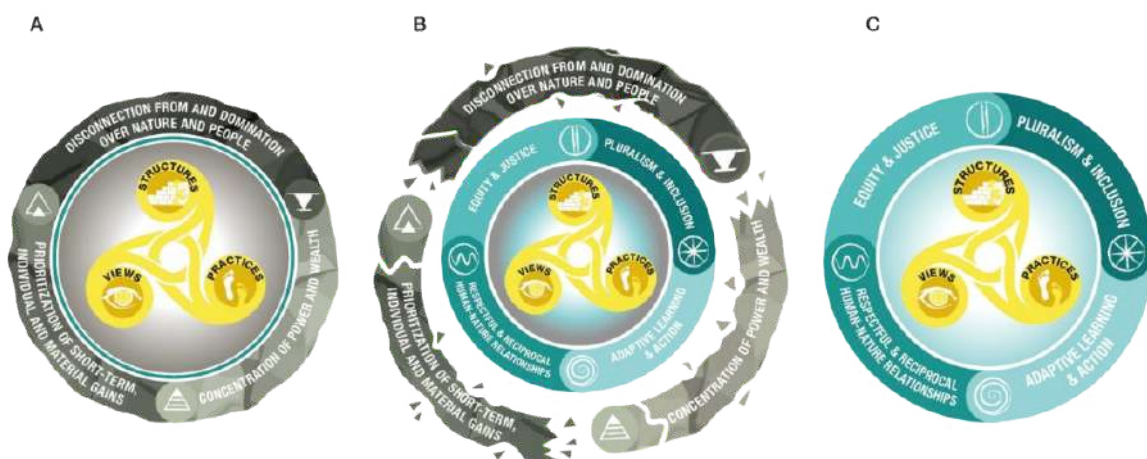 A
DISCONNECTION FROM AND DOMINATION
OVER NATURE AND PEOPLE
STRUCTURES
VIEWS
PRACTICES
PRIORITIZATION OF SHORT-TERM,
INDIVIDUAL AND MATERIAL GAINS
CONCENTRATION OF POWER AND WEALTH
B
DISCONNECTION FROM AND DOMINATION
OVER NATURE AND PEOPLE
EQUITY & JUSTICE
PLURALISM & INCLUSION
STRUCTURES
VIEWS
PRACTICES
RESPECTFUL & RECIPROCAL
HUMAN-NATURE RELATIONSHIPS
ADAPTIVE LEARNING
& ACTION
PRIORITIZATION OF SHORT-TERM,
INDIVIDUAL AND MATERIAL GAINS
CONCENTRATION OF POWER AND WEALTH
C
EQUITY & JUSTICE
PLURALISM & INCLUSION
STRUCTURES
VIEWS
PRACTICES
RESPECTFUL & RECIPROCAL
HUMAN-NATURE RELATIONSHIPS
ADAPTIVE LEARNING
& ACTION